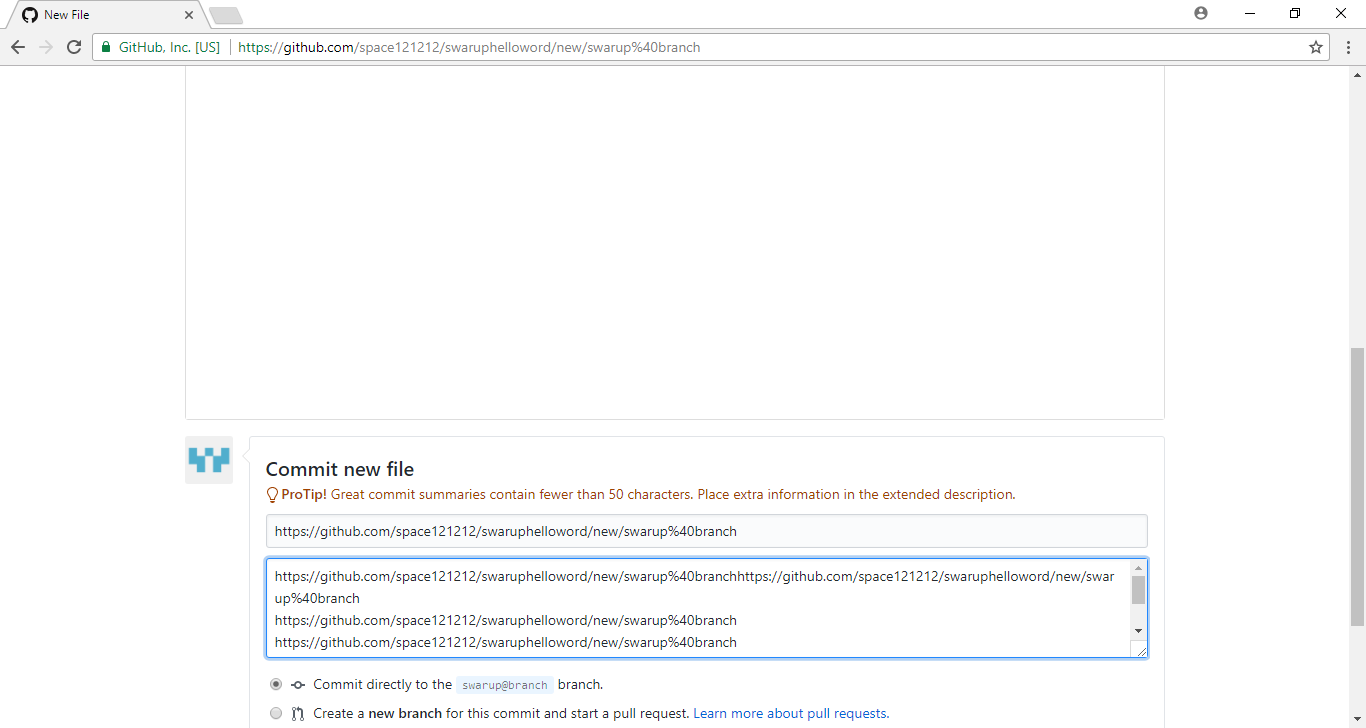 New File
GitHub, Inc. [US] https://github.com/space121212/swaruphelloword/new/swarup%40branch
Commit new file
ProTip! Great commit summaries contain fewer than 50 characters. Place extra information in the extended description.
https://github.com/space121212/swaruphelloword/new/swarup%40branch
https://github.com/space121212/swaruphelloword/new/swarup%40branchhttps://github.com/space121212/swaruphelloword/new/swar
up%40branch
https://github.com/space121212/swaruphelloword/new/swarup%40branch
https://github.com/space121212/swaruphelloword/new/swarup%40branch
Commit directly to the swarup@branch branch.
Create a new branch for this commit and start a pull request. Learn more about pull requests.